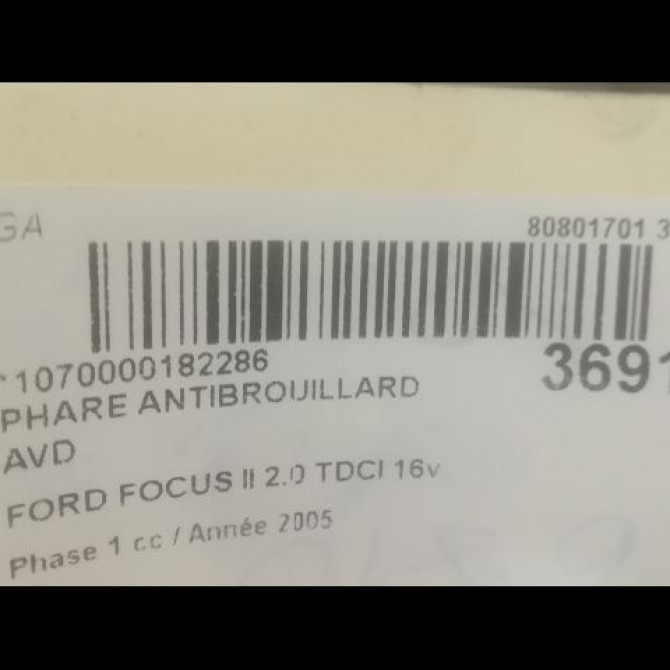 GA
80801701 3
*1070000182286
3691
PHARE ANTIBROUILLARD
AVD
FORD FOCUS II 2.0 TDCI 16v
Phase 1 cc / Année 2005